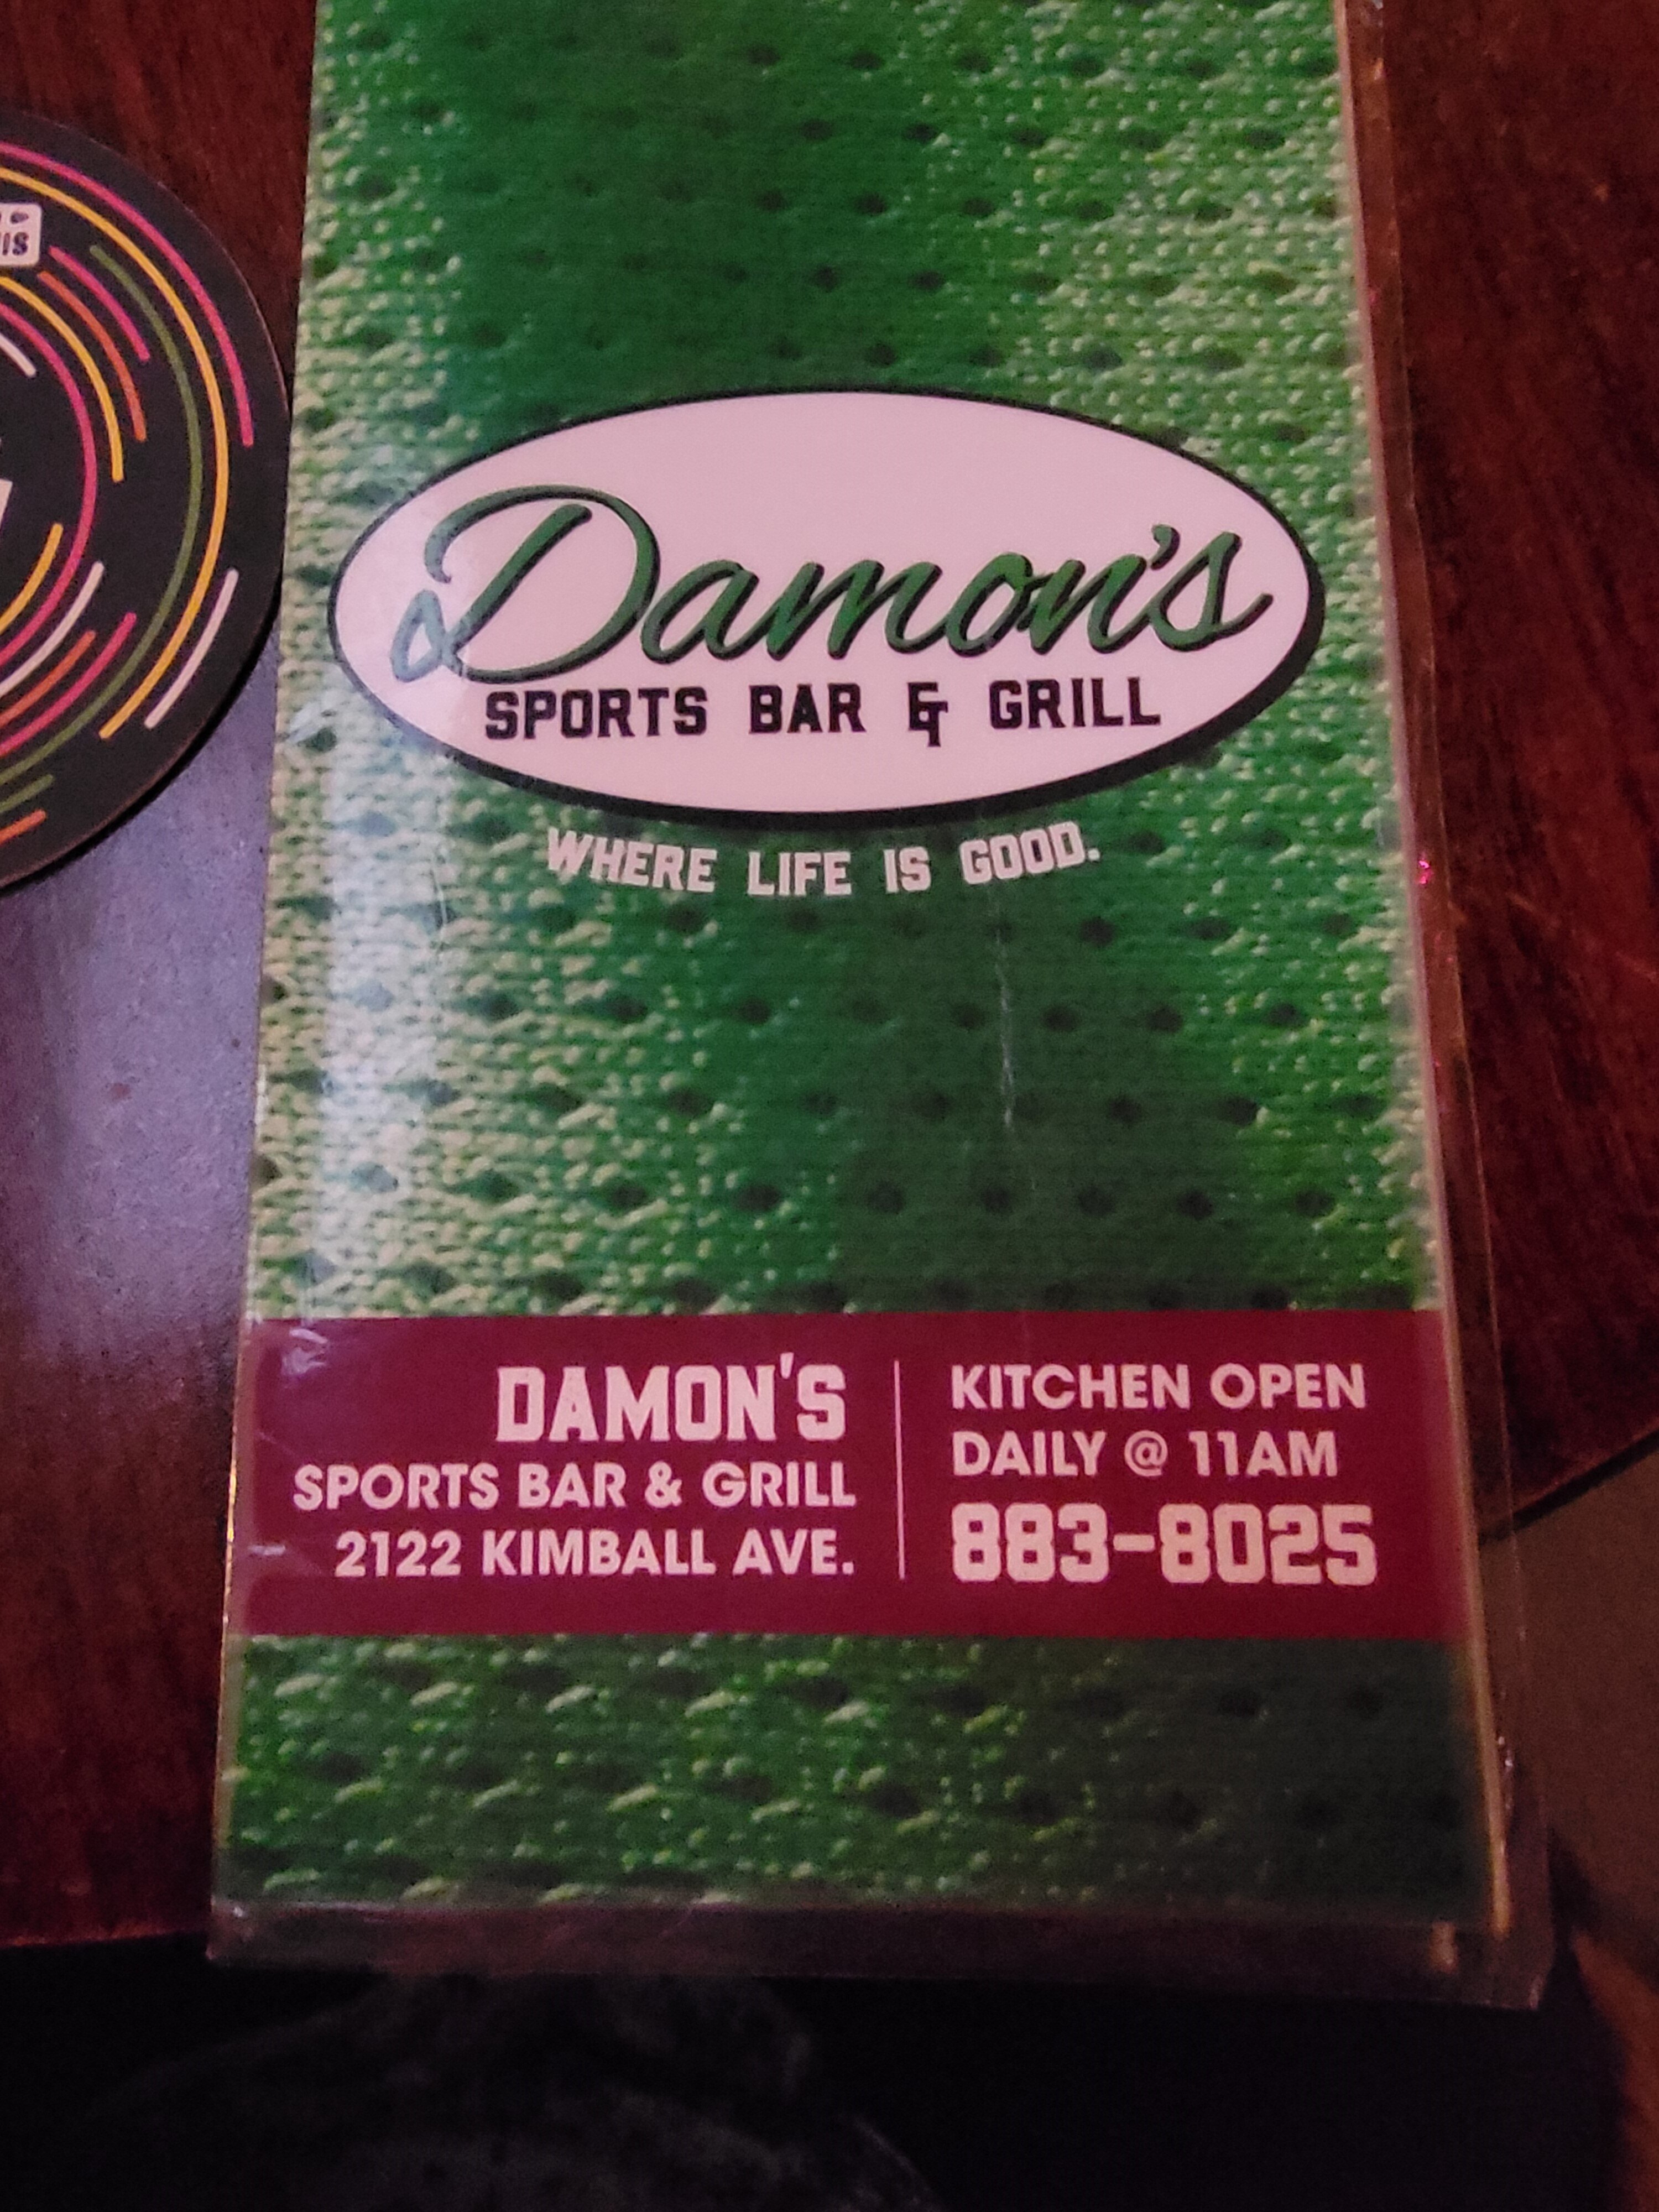 Damon's
SPORTS BAR & GRILL
WHERE LIFE IS GOOD.
DAMON'S
SPORTS BAR & GRILL
2122 KIMBALL AVE.
KITCHEN OPEN
DAILY @ 11AM
883-8025